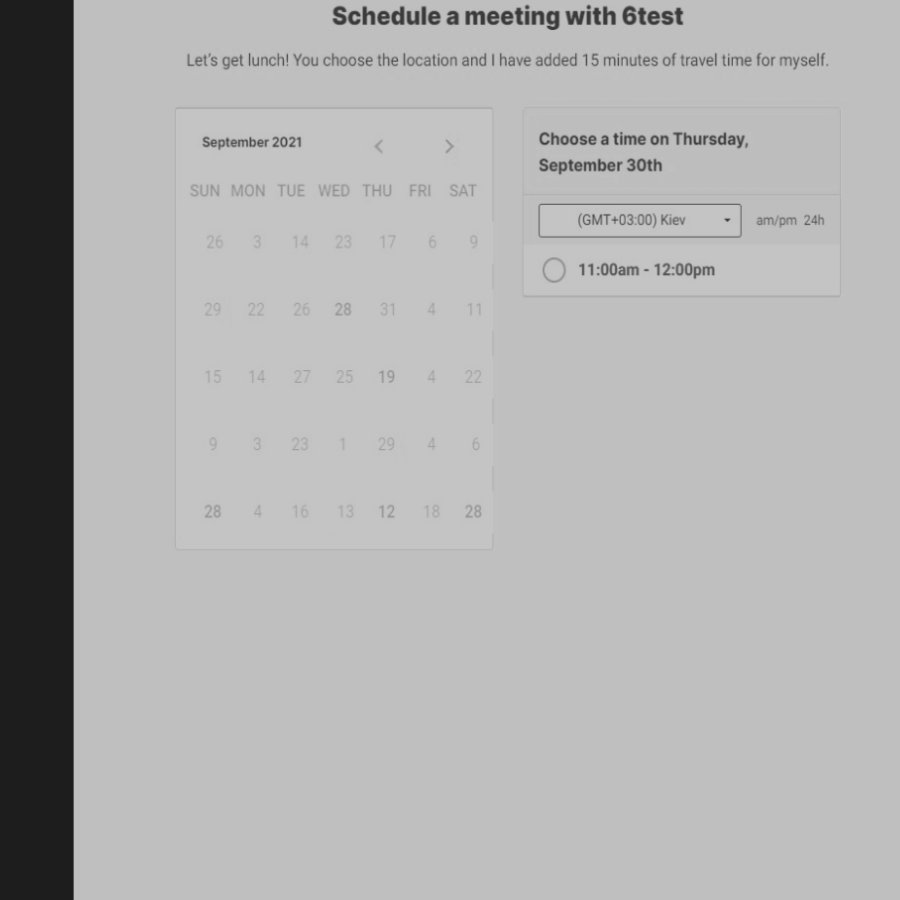 Schedule a meeting with 6test
Let's get lunch! You choose the location and I have added 15 minutes of travel time for myself.
September 2021
SUN MON TUE WED THU FRI SAT
26 3 14 23 17 6 9
29 22 26 28 31 4 11
15 14 27 25 19 4 22
9 3 23 1 29 4 6
28 4 16 13 12 18 28
Choose a time on Thursday,
September 30th
(GMT+03:00) Kiev am/pm 24h
11:00am - 12:00pm